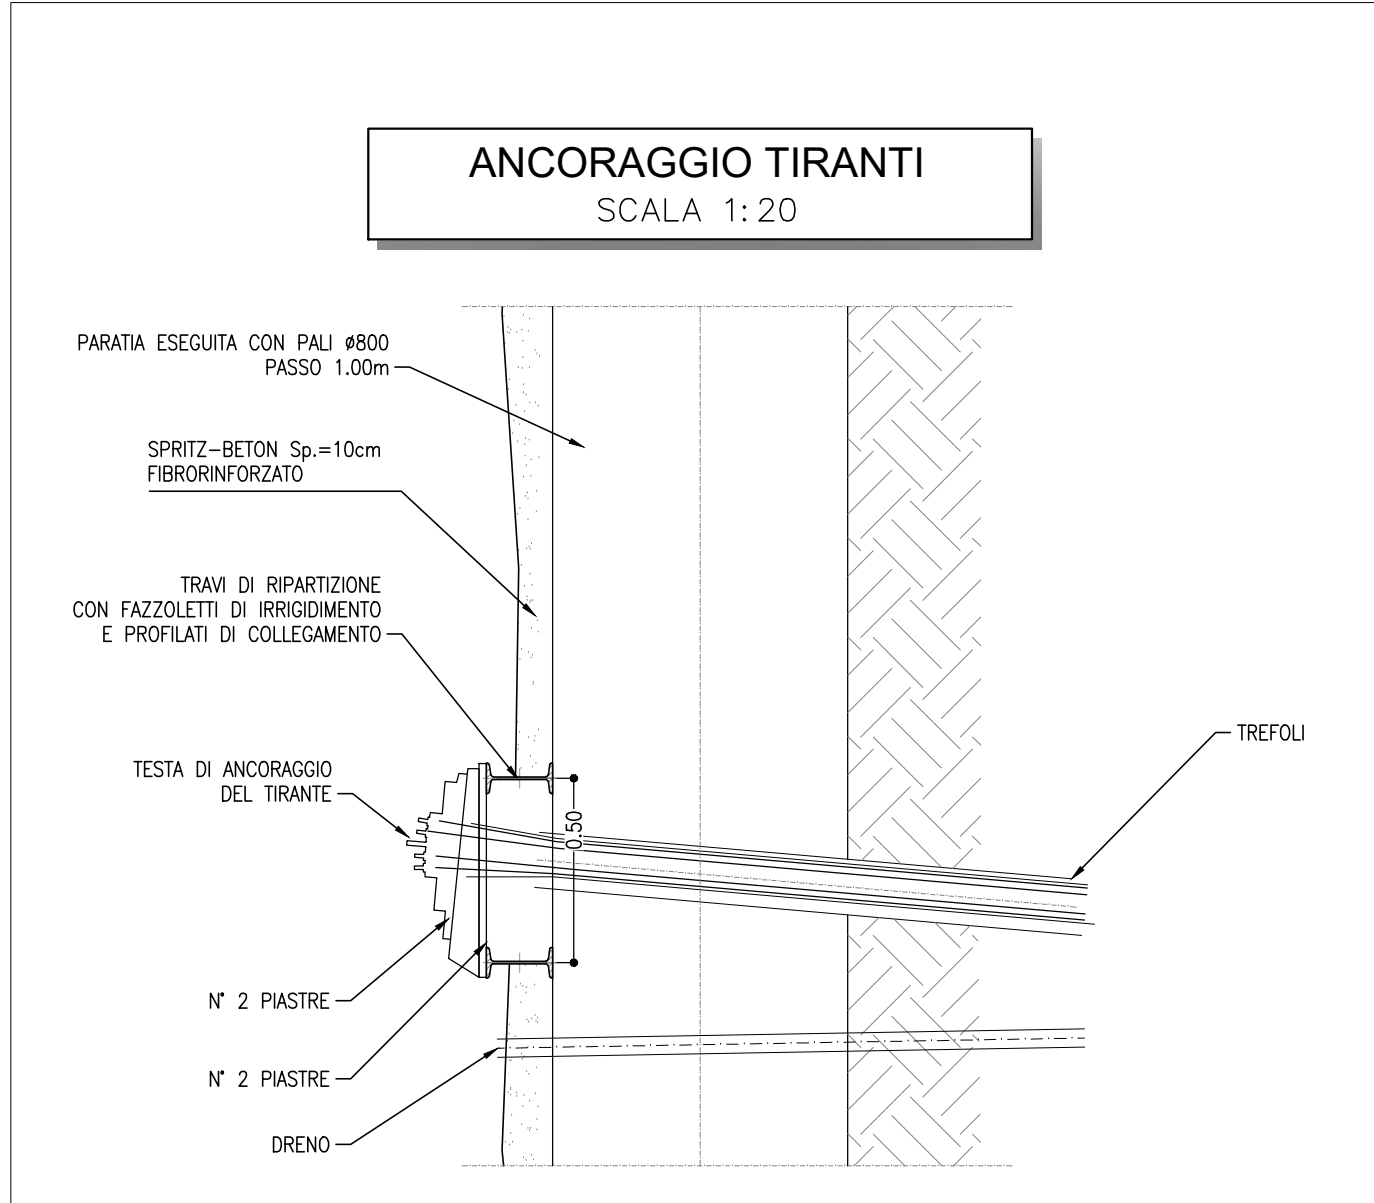 ANCORAGGIO TIRANTI
SCALA 1:20
PARATIA ESEGUITA CON PALI ø800
PASSO 1.00m
SPRITZ-BETON Sp.=10cm
FIBRORINFORZATO
TRAVI DI RIPARTIZIONE
CON FAZZOLETTI DI IRRIGIDIMENTO
E PROFILATI DI COLLEGAMENTO
TREFOLI
TESTA DI ANCORAGGIO
DEL TIRANTE
0.50
N° 2 PIASTRE
N° 2 PIASTRE
DRENO